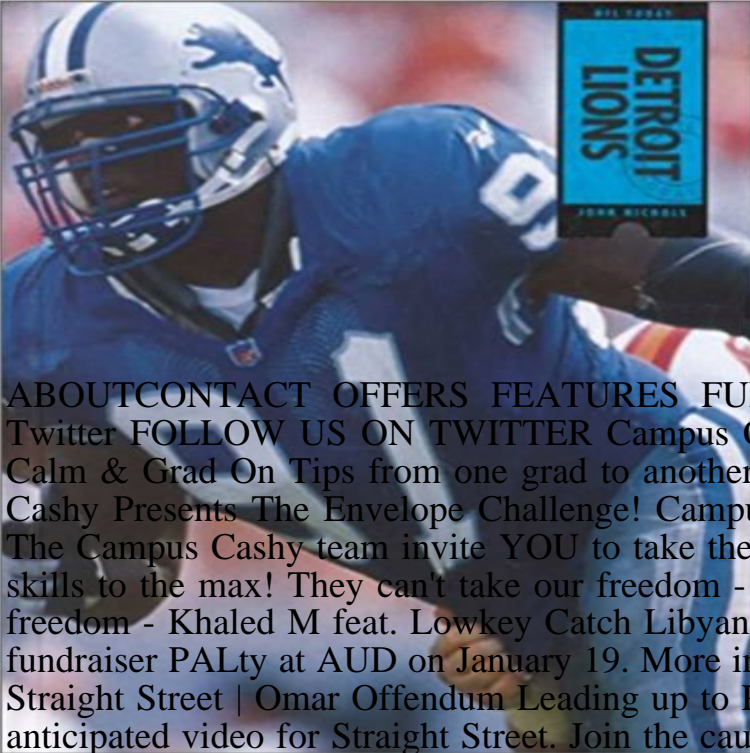 NFL TODAY
DETROIT
LIONS
JOHN NICHOLS
9
91
ABOUTCONTACT OFFERS FEATURES
Twitter FOLLOW US ON TWITTER Campus
Calm & Grad On Tips from one grad to another
Cashy Presents The Envelope Challenge!
The Campus Cashy team invite YOU to take the
skills to the max! They can't take our freedom -
freedom - Khaled M feat. Lowkey Catch Libyan
fundraiser PALty at AUD on January 19. More
Straight Street | Omar Offendum Leading up to
anticipated video for Straight Street. Join the